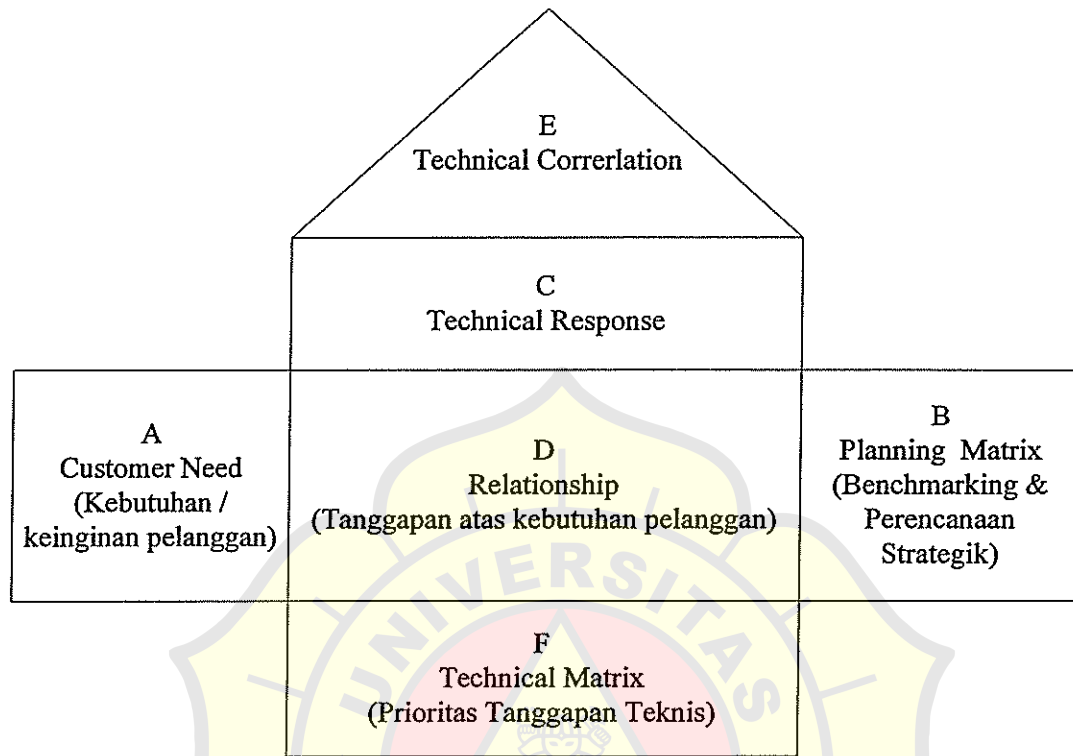 E
Technical Correrlation
C
Technical Response
A
Customer Need
(Kebutuhan /
keinginan pelanggan)
D
Relationship
(Tanggapan atas kebutuhan pelanggan)
B
Planning Matrix
(Benchmarking &
Perencanaan
Strategik)
F
Technical Matrix
(Prioritas Tanggapan Teknis)
UNIVERSITAS